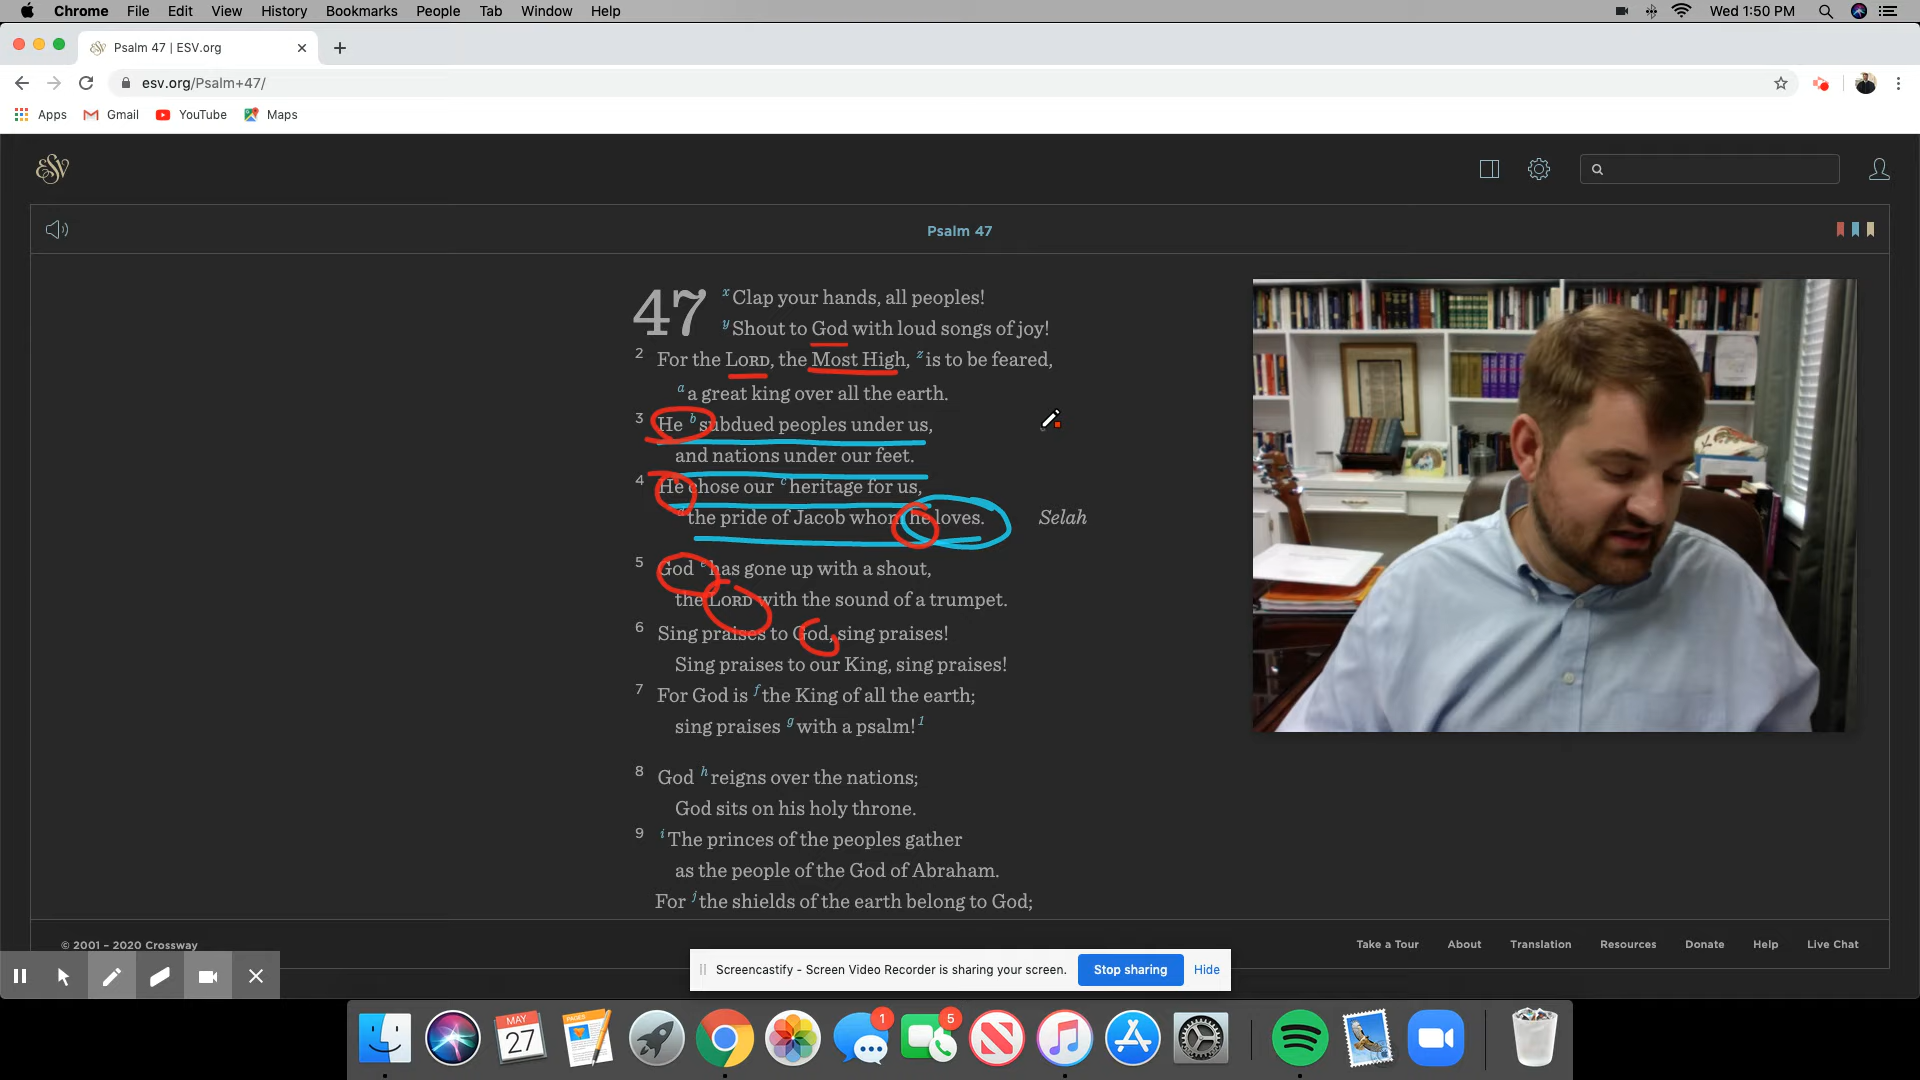 Chrome File Edit View History Bookmarks People Tab Window Help Wed 1:50 PM
Psalm 47 | ESV.org
esv.org/Psalm+47/
Apps Gmail YouTube Maps
ESV
Psalm 47
47 x Clap your hands, all peoples!
y Shout to God with loud songs of joy!
2 For the LORD, the Most High, z is to be feared,
a a great king over all the earth.
3 He b subdued peoples under us,
and nations under our feet.
4 He chose our c heritage for us,
d the pride of Jacob whom he loves. Selah
5 God e has gone up with a shout,
the LORD with the sound of a trumpet.
6 Sing praises to God, sing praises!
Sing praises to our King, sing praises!
7 For God is f the King of all the earth;
sing praises g with a psalm! 1
8 God h reigns over the nations;
God sits on his holy throne.
9 i The princes of the peoples gather
as the people of the God of Abraham.
For j the shields of the earth belong to God;
© 2001 – 2020 Crossway Take a Tour About Translation Resources Donate Help Live Chat
Screencastify - Screen Video Recorder is sharing your screen. Stop sharing Hide
MAY
27
PAGES
1
5